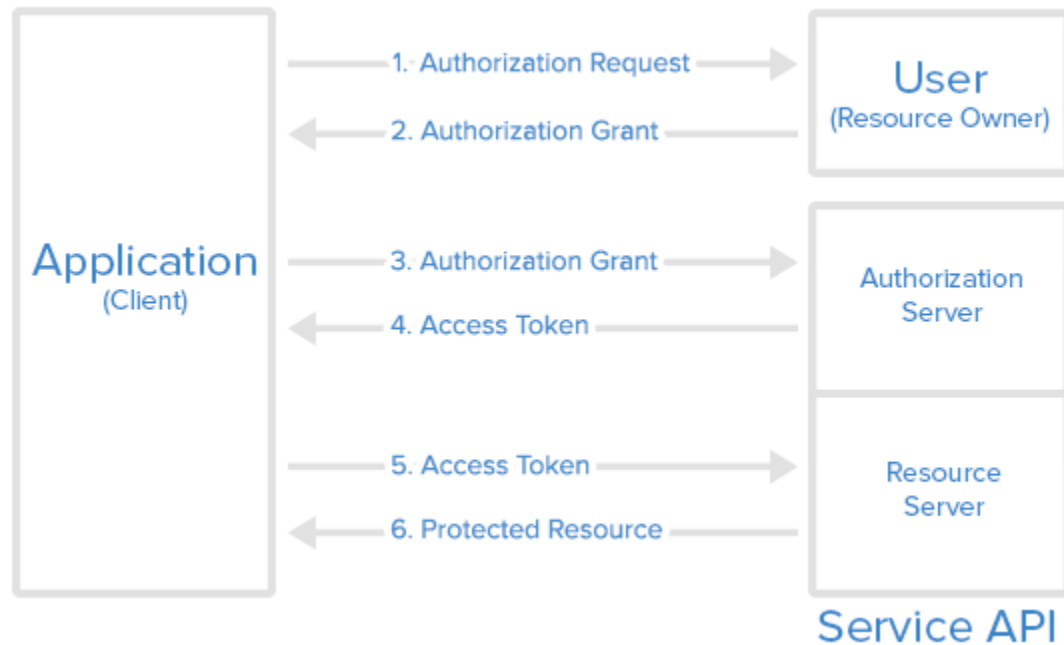 1. Authorization Request
User
(Resource Owner)
2. Authorization Grant
Application
(Client)
3. Authorization Grant
Authorization
Server
4. Access Token
5. Access Token
Resource
Server
6. Protected Resource
Service API